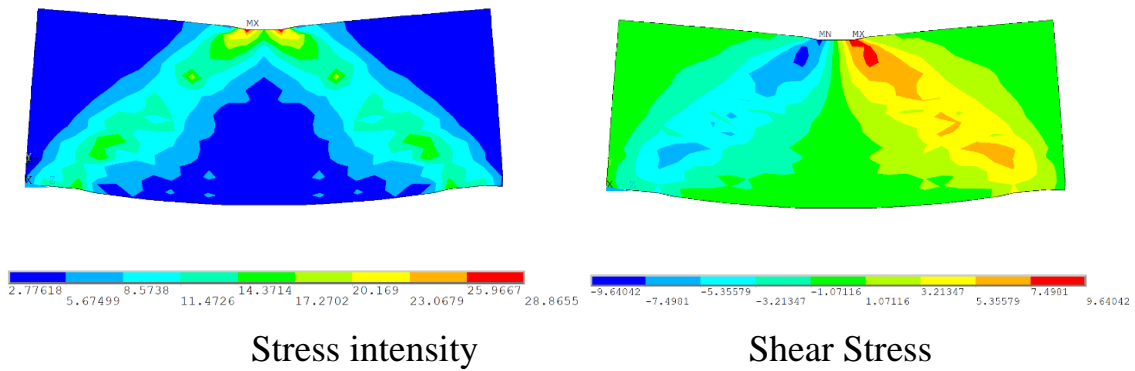 MX
X
X
Z
2.77618 8.5738 14.3714 20.169 25.9667
5.67499 11.4726 17.2702 23.0679 28.8655
Stress intensity
MN MX
X
-9.64042 -5.35579 -1.07116 3.21347 7.4981
-7.4981 -3.21347 1.07116 5.35579 9.64042
Shear Stress